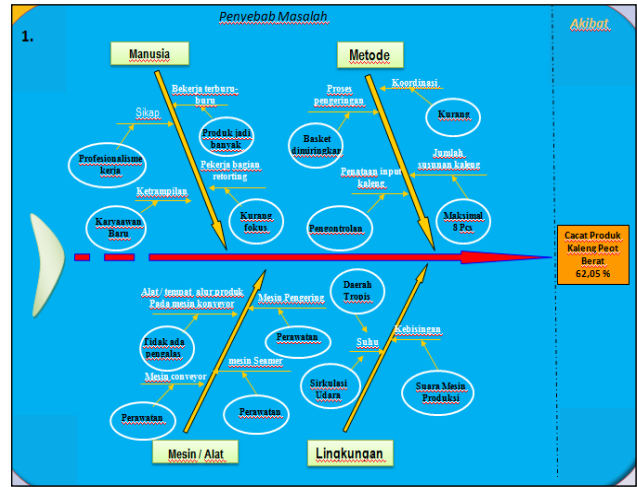 Penyebab Masalah
Akibat
1.
Manusia
Metode
Bekerja terburu-
buru
Sikap
Produk jadi
banyak
Profesionalisme
kerja
Pekerja bagian
retorting
Ketrampilan
Karyaawan
Baru
Kurang
fokus
Proses
pengeringan
Koordinasi
Kurang
Basket
dimiringkar
Jumlah
susunan kaleng
Penataan input
kaleng
Pengontrolan
Maksimal
8 Pcs
Cacat Produk
Kaleng Peot
Berat
62,05 %
Alat / tempat, alur produk
Pada mesin konveyor
Mesin Pengering
Tidak ada
pengalas
Perawatan
Mesin conveyor
mesin Seamer
Perawatan
Perawatan
Daerah
Tropis
Suhu
Kebisingan
Sirkulasi
Udara
Suara Mesin
Produksi
Mesin / Alat
Lingkungan